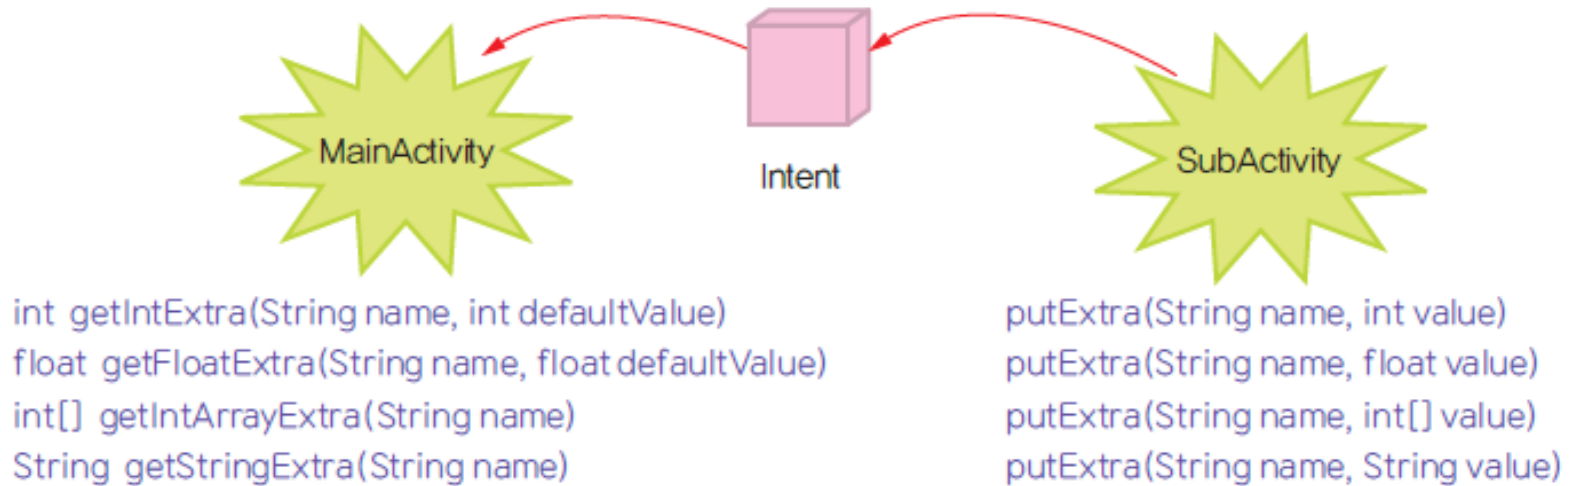 MainActivity
Intent
SubActivity
int getIntExtra(String name, int defaultValue)
float getFloatExtra(String name, float defaultValue)
int[] getIntArrayExtra(String name)
String getStringExtra(String name)
putExtra(String name, int value)
putExtra(String name, float value)
putExtra(String name, int[] value)
putExtra(String name, String value)